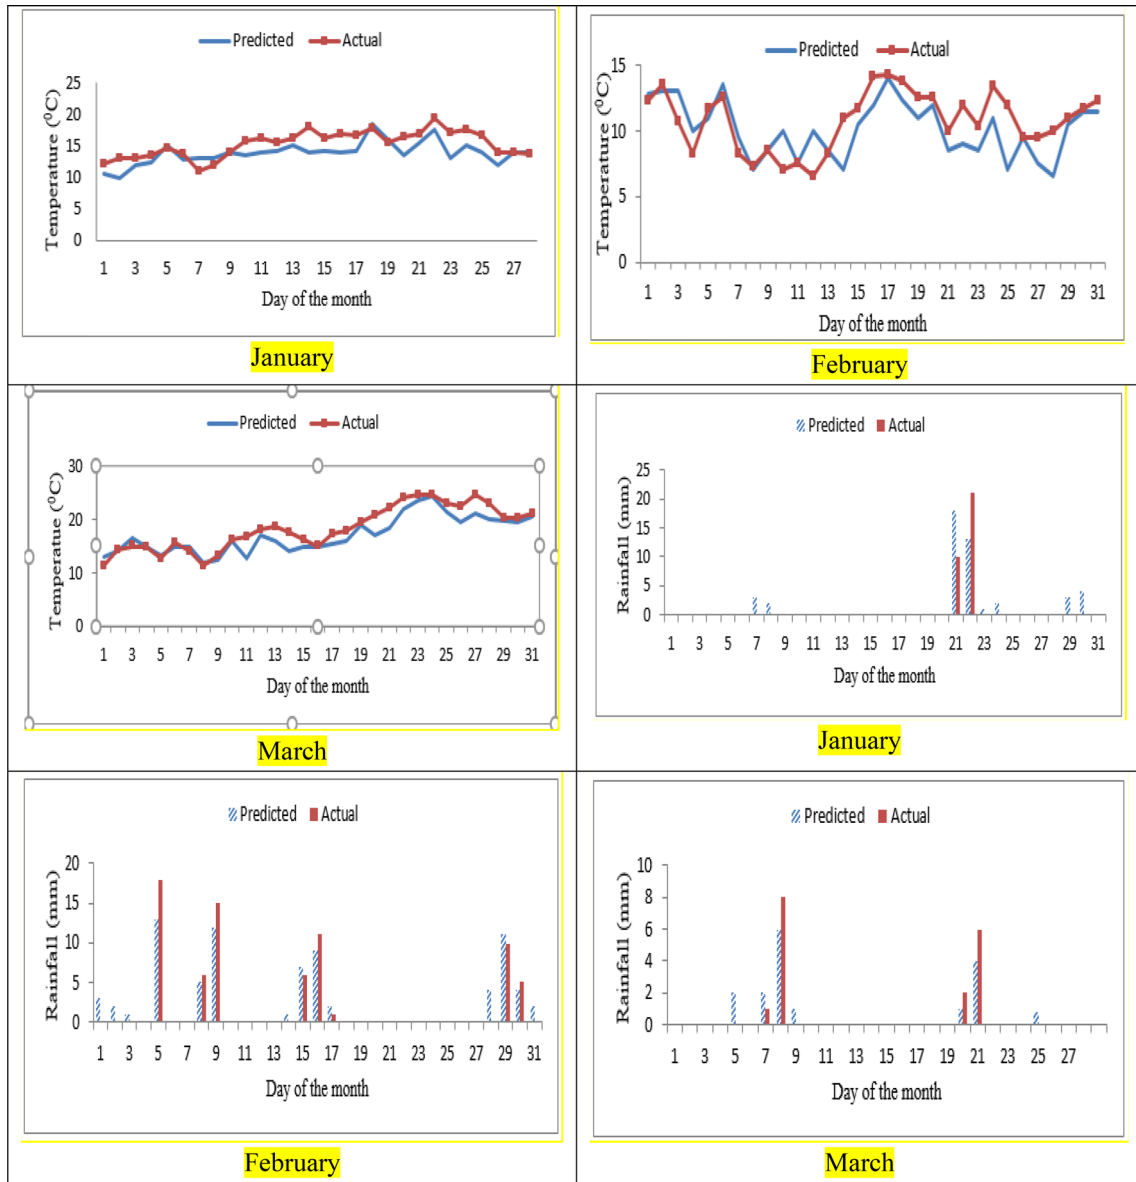 Predicted Actual
Temperature (⁰C)
25
20
15
10
5
0
1 3 5 7 9 11 13 15 17 19 21 23 25 27
Day of the month
January
Predicted Actual
Temperature (⁰C)
15
10
5
0
1 3 5 7 9 11 13 15 17 19 21 23 25 27 29 31
Day of the month
February
Predicted Actual
Temperatue (⁰C)
30
20
10
0
1 3 5 7 9 11 13 15 17 19 21 23 25 27 29 31
Day of the month
March
Predicted Actual
Rainfall (mm)
25
20
15
10
5
0
1 3 5 7 9 11 13 15 17 19 21 23 25 27 29 31
Day of the month
January
Predicted Actual
Rainfall (mm)
20
15
10
5
0
1 3 5 7 9 11 13 15 17 19 21 23 25 27 29 31
Day of the month
February
Predicted Actual
Rainfall (mm)
10
8
6
4
2
0
1 3 5 7 9 11 13 15 17 19 21 23 25 27
Day of the month
March